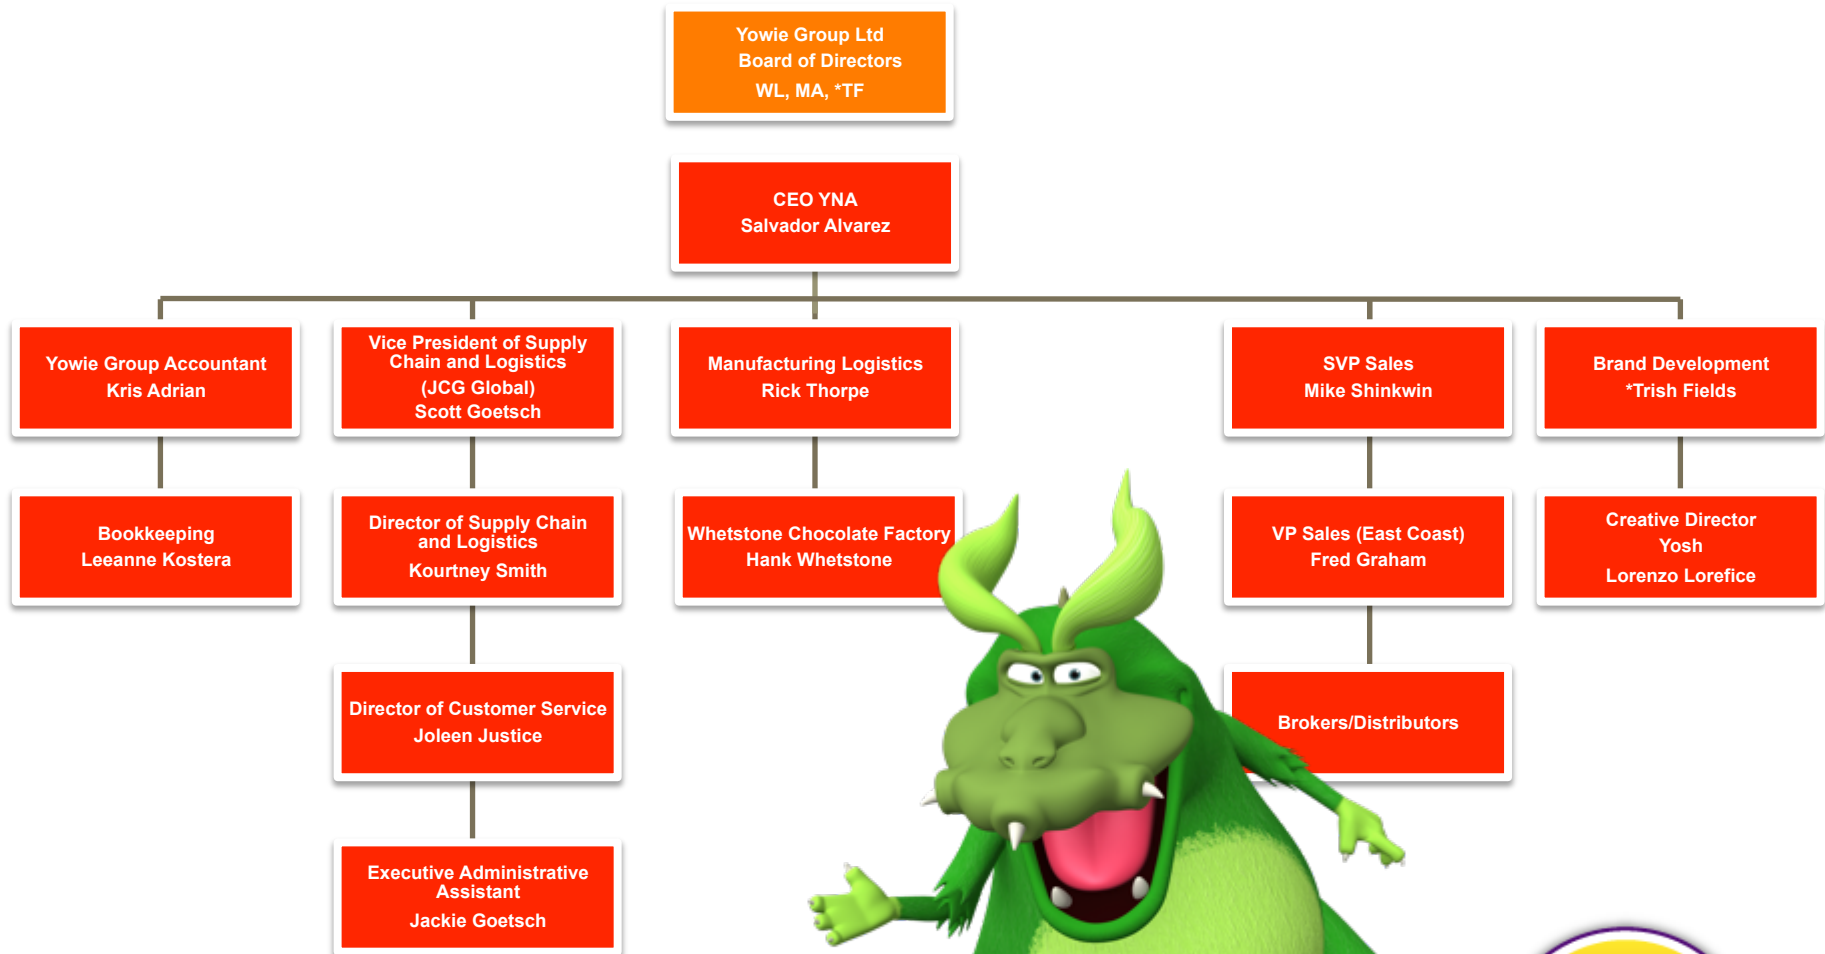 Yowie Group Ltd
Board of Directors
WL, MA, *TF
CEO YNA
Salvador Alvarez
Yowie Group Accountant
Kris Adrian
Vice President of Supply
Chain and Logistics
(JCG Global)
Scott Goetsch
Manufacturing Logistics
Rick Thorpe
SVP Sales
Mike Shinkwin
Brand Development
*Trish Fields
Bookkeeping
Leeanne Kostera
Director of Supply Chain
and Logistics
Kourtney Smith
Whetstone Chocolate Factory
Hank Whetstone
VP Sales (East Coast)
Fred Graham
Creative Director
Yosh
Lorenzo Lorefice
Director of Customer Service
Joleen Justice
Brokers/Distributors
Executive Administrative
Assistant
Jackie Goetsch